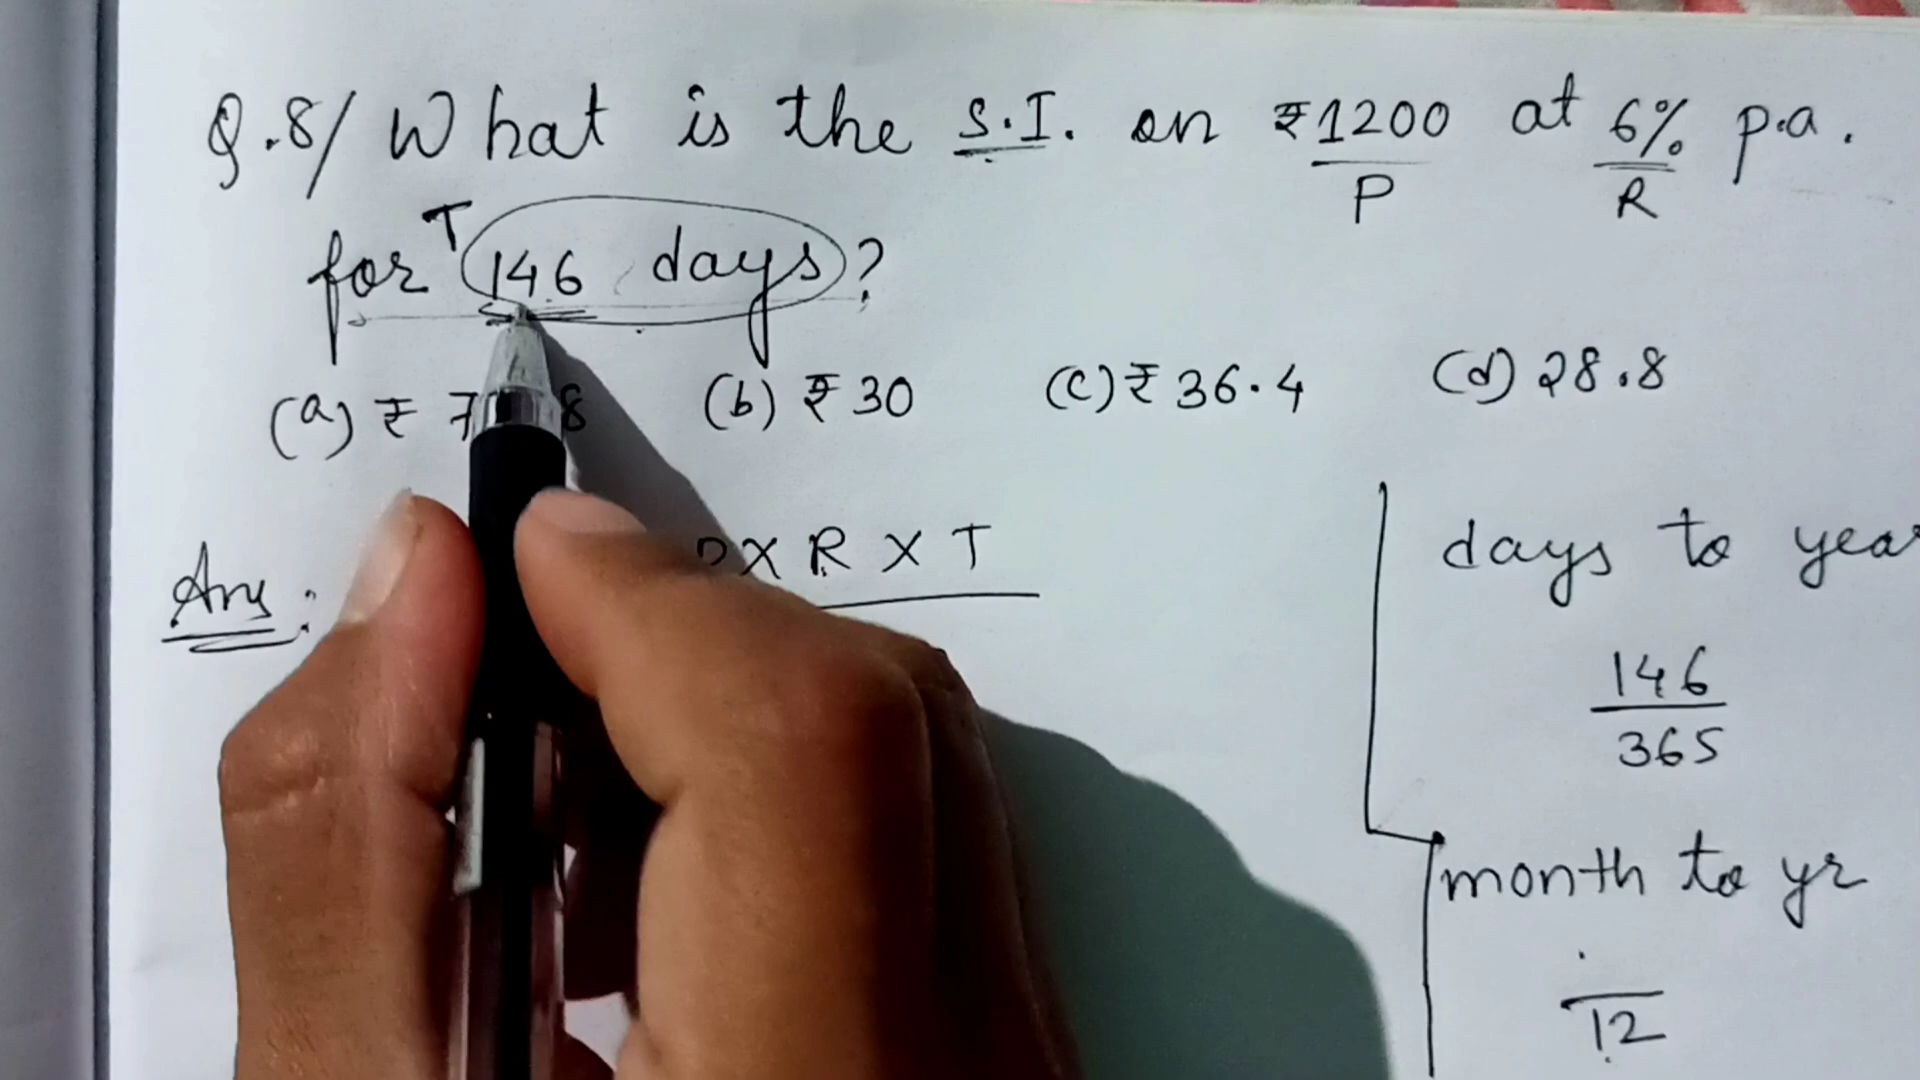 Q.8/ What is the S.I. on ₹1200 at 6% p.a.
P R
for T 146 days?
(a) ₹ (b) ₹30 (c) ₹36.4 (d) 28.8
Ans: P X R X T
days to year
146
365
month to yr
12